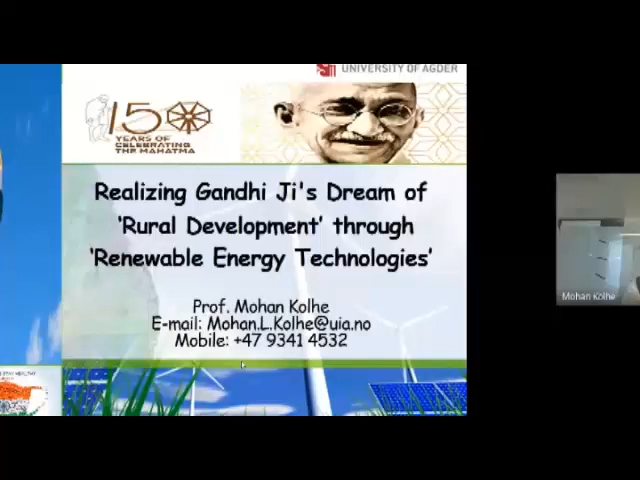 UNIVERSITY OF AGDER
150
YEARS OF
CELEBRATING
THE MAHATMA
Realizing Gandhi Ji's Dream of
‘Rural Development’ through
‘Renewable Energy Technologies’
Prof. Mohan Kolhe
E-mail: Mohan.L.Kolhe@uia.no
Mobile: +47 9341 4532
Mohan Kolhe